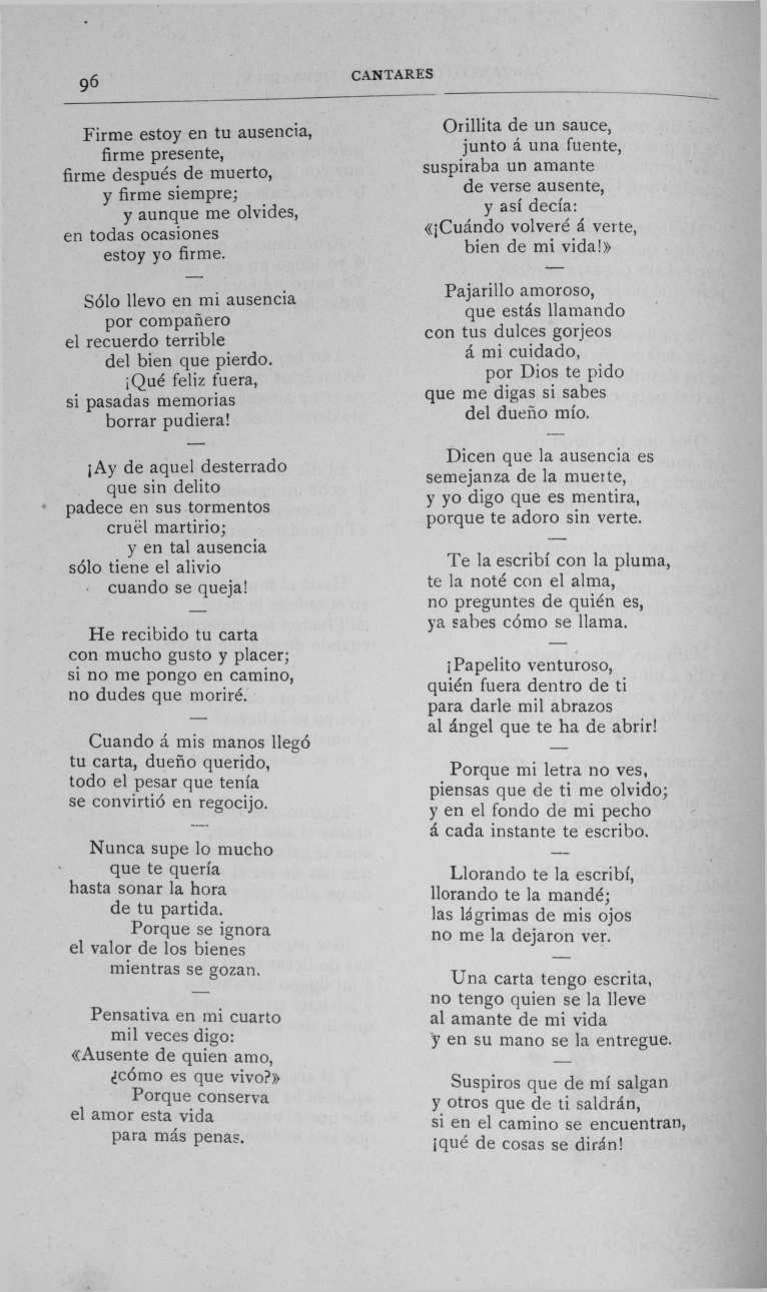 96
CANTARES
Firme estoy en tu ausencia,
firme presente,
firme después de muerto,
y firme siempre;
y aunque me olvides,
en todas ocasiones
estoy yo firme.
—
Sólo llevo en mi ausencia
por compañero
el recuerdo terrible
del bien que pierdo.
¡Qué feliz fuera,
si pasadas memorias
borrar pudiera!
—
¡Ay de aquel desterrado
que sin delito
padece en sus tormentos
cruël martirio;
y en tal ausencia
sólo tiene el alivio
cuando se queja!
—
He recibido tu carta
con mucho gusto y placer;
si no me pongo en camino,
no dudes que moriré.
—
Cuando á mis manos llegó
tu carta, dueño querido,
todo el pesar que tenía
se convirtió en regocijo.
—
Nunca supe lo mucho
que te quería
hasta sonar la hora
de tu partida.
Porque se ignora
el valor de los bienes
mientras se gozan.
—
Pensativa en mi cuarto
mil veces digo:
«Ausente de quien amo,
¿cómo es que vivo?»
Porque conserva
el amor esta vida
para más penas.
Orillita de un sauce,
junto á una fuente,
suspiraba un amante
de verse ausente,
y así decía:
«¡Cuándo volveré á verte,
bien de mi vida!»
—
Pajarillo amoroso,
que estás llamando
con tus dulces gorjeos
á mi cuidado,
por Dios te pido
que me digas si sabes
del dueño mío.
—
Dicen que la ausencia es
semejanza de la muerte,
y yo digo que es mentira,
porque te adoro sin verte.
—
Te la escribí con la pluma,
te la noté con el alma,
no preguntes de quién es,
ya sabes cómo se llama.
—
¡Papelito venturoso,
quién fuera dentro de ti
para darle mil abrazos
al ángel que te ha de abrir!
—
Porque mi letra no ves,
piensas que de ti me olvido;
y en el fondo de mi pecho
á cada instante te escribo.
—
Llorando te la escribí,
llorando te la mandé;
las lágrimas de mis ojos
no me la dejaron ver.
—
Una carta tengo escrita,
no tengo quien se la lleve
al amante de mi vida
y en su mano se la entregue.
—
Suspiros que de mí salgan
y otros que de ti saldrán,
si en el camino se encuentran,
¡qué de cosas se dirán!